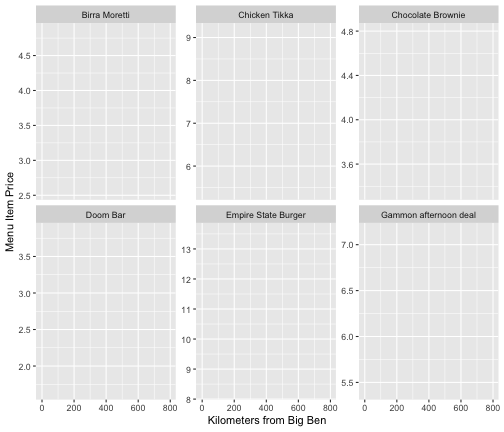 Birra Moretti
Chicken Tikka
Chocolate Brownie
4.5
4.0
3.5
3.0
2.5
9
8
7
6
4.8
4.4
4.0
3.6
Menu Item Price
Doom Bar
Empire State Burger
Gammon afternoon deal
3.5
3.0
2.5
2.0
13
12
11
10
9
8
7.0
6.5
6.0
5.5
0 200 400 600 800
0 200 400 600 800
0 200 400 600 800
Kilometers from Big Ben